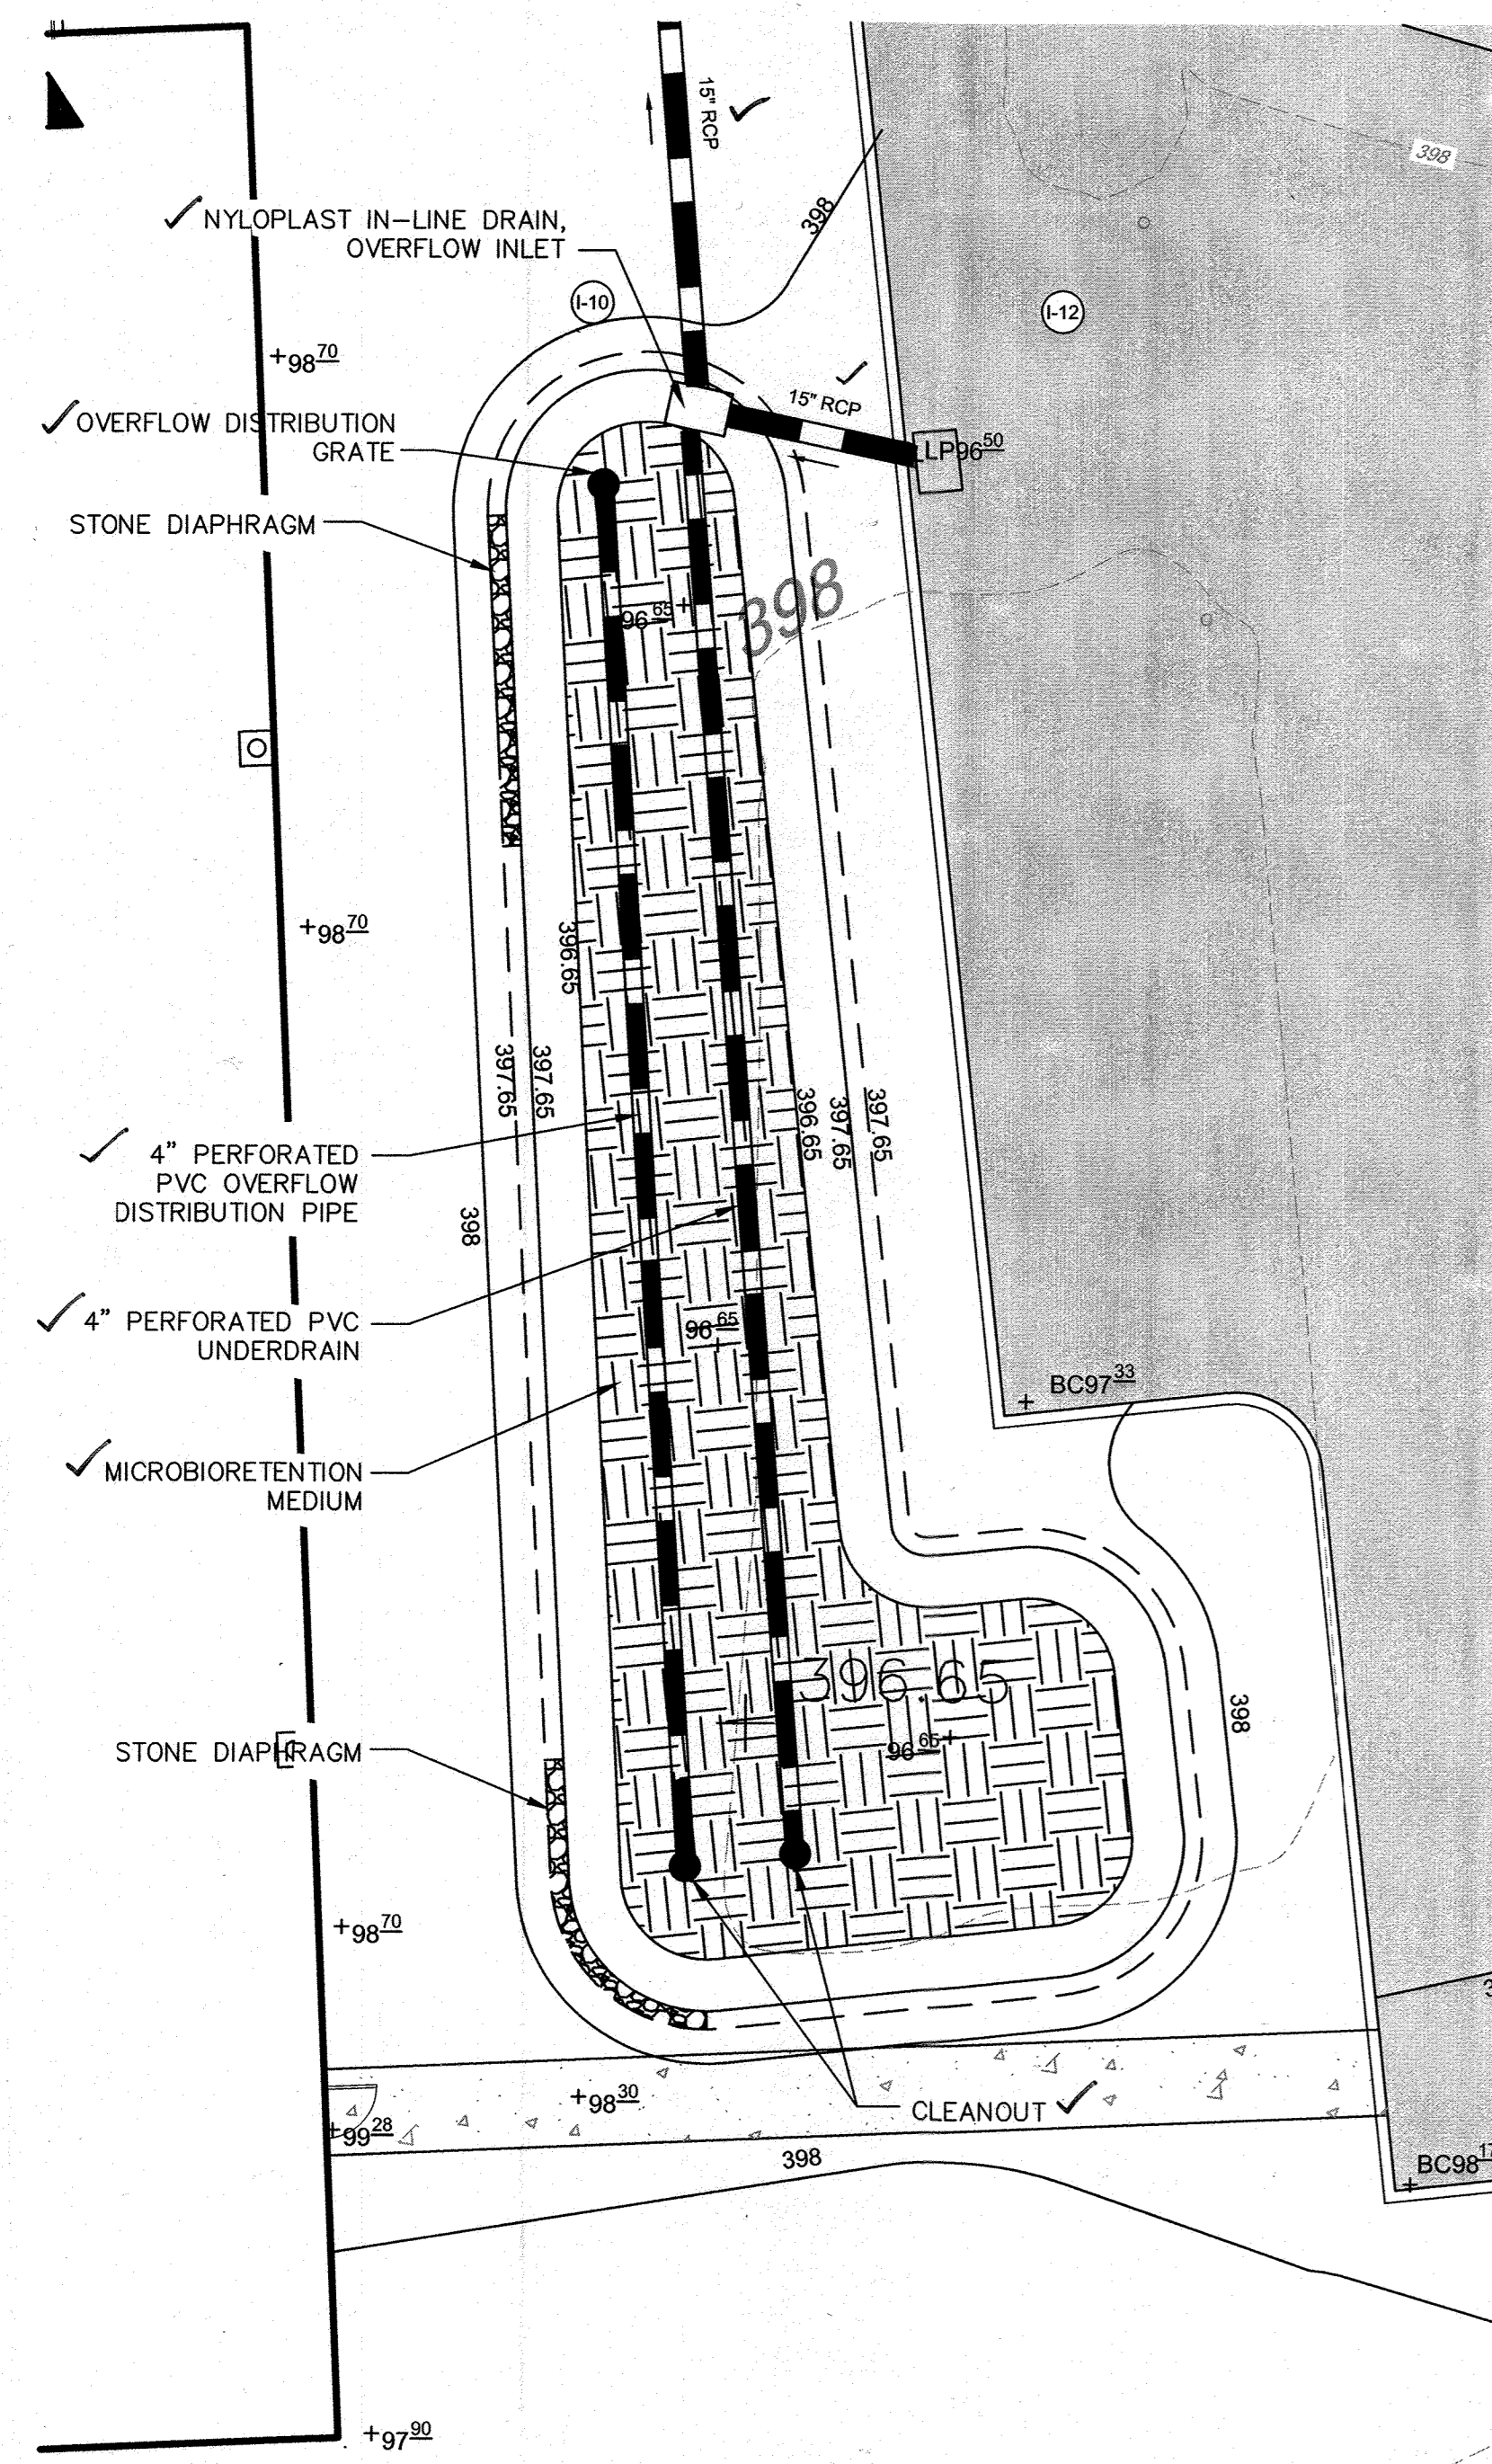 15" RCP
398
398
NYLOPLAST IN-LINE DRAIN,
OVERFLOW INLET
I-10
I-12
+98 70
15" RCP
OVERFLOW DISTRIBUTION
GRATE
LP96 50
STONE DIAPHRAGM
96 65
398
+98 70
396.65
397.65
397.65
396.65
397.65
397.65
4" PERFORATED
PVC OVERFLOW
DISTRIBUTION PIPE
398
4" PERFORATED PVC
UNDERDRAIN
96 65
BC97 33
MICROBIORETENTION
MEDIUM
396.65
398
96 65
STONE DIAPHRAGM
+98 70
+98 30
CLEANOUT
+99 28
398
BC98 17
+97 90